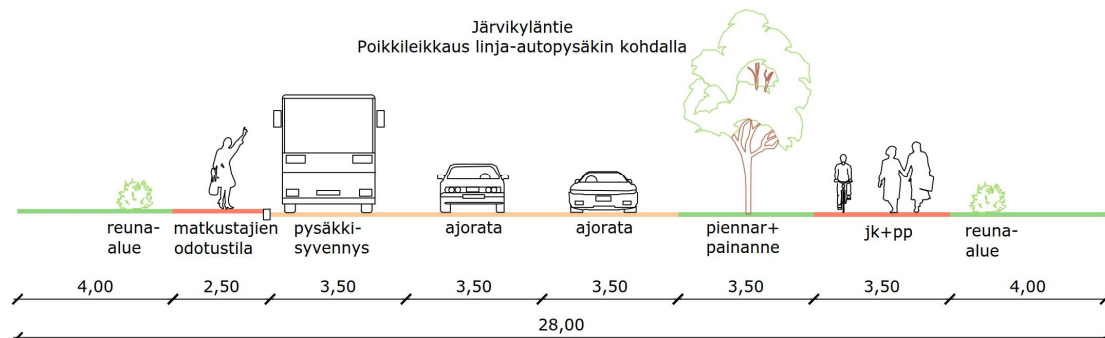 Järvikyläntie
Poikkileikkaus linja-autopysäkin kohdalla
reuna-
alue
matkustajien
odotustila
pysäkki-
syvennys
ajorata
ajorata
piennar+
painanne
jk+pp
reuna-
alue
4,00 2,50 3,50 3,50 3,50 3,50 3,50 4,00
28,00